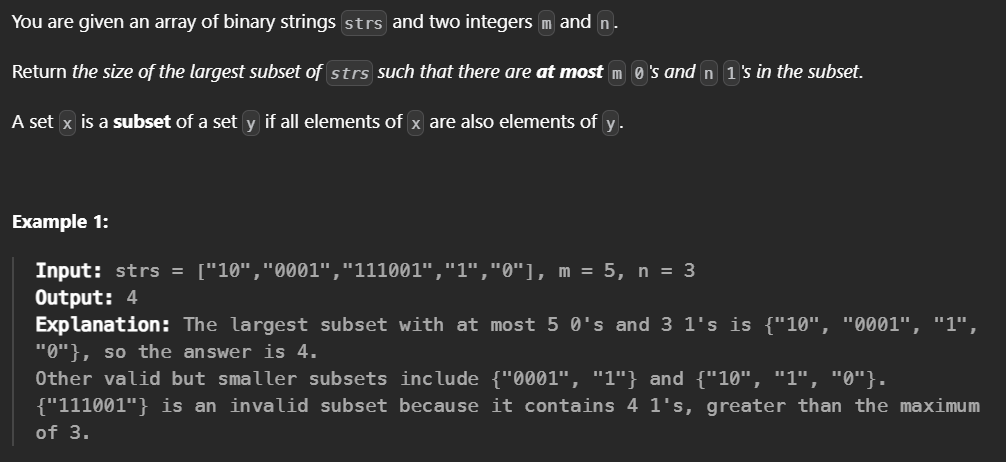 You are given an array of binary strings strs and two integers m and n.
Return the size of the largest subset of strs such that there are at most m 0's and n 1's in the subset.
A set x is a subset of a set y if all elements of x are also elements of y.
Example 1:
Input: strs = ["10","0001","111001","1","0"], m = 5, n = 3
Output: 4
Explanation: The largest subset with at most 5 0's and 3 1's is {"10", "0001", "1",
"0"}, so the answer is 4.
Other valid but smaller subsets include {"0001", "1"} and {"10", "1", "0"}.
{"111001"} is an invalid subset because it contains 4 1's, greater than the maximum
of 3.